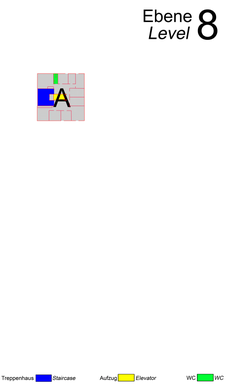 Ebene
Level 8
A
Treppenhaus Staircase Aufzug Elevator WC WC